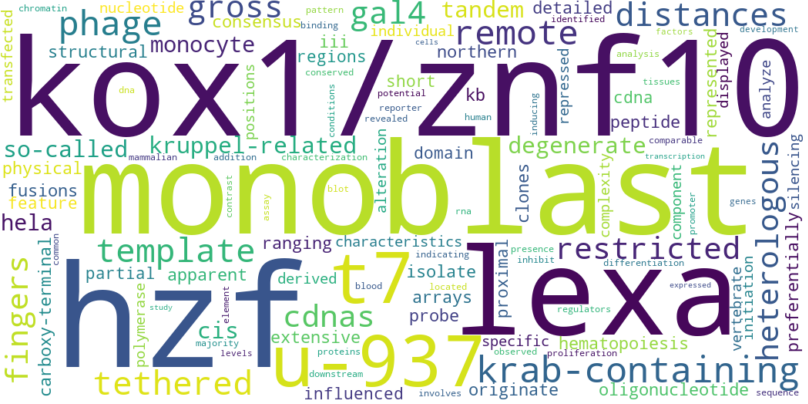 chromatin phage gross gal4 tandem detailed distances
nucleotide consensus individual identified binding pattern factors development
transfected structural monocyte iii regions northern remote
kox1/znf10
positions conserved cells analysis
dna conditions potential reporter revealed short kb human cdna inducing repressed tissues peptide represented displayed analyze
so-called kruppel-related domain degenerate comparable
physical mammalian addition characterization alteration transcription
fusions feature monoblast clones complexity component promoter heterologous silencing
hela contrast blot assay rna genes preferentially
template ranging characteristics indicating proximal presence restricted
common partial apparent derived t7 isolate inhibit differentiation
fingers carboxy-terminal hzf lexa vertebrate initiation
polymerase cis cdnas blood arrays located regulators expressed
study element extensive probe specific hematopoiesis
majority levels proteins u-937 observed proliferation krab-containing
tethered downstream influenced involves originate oligonucleotide sequence